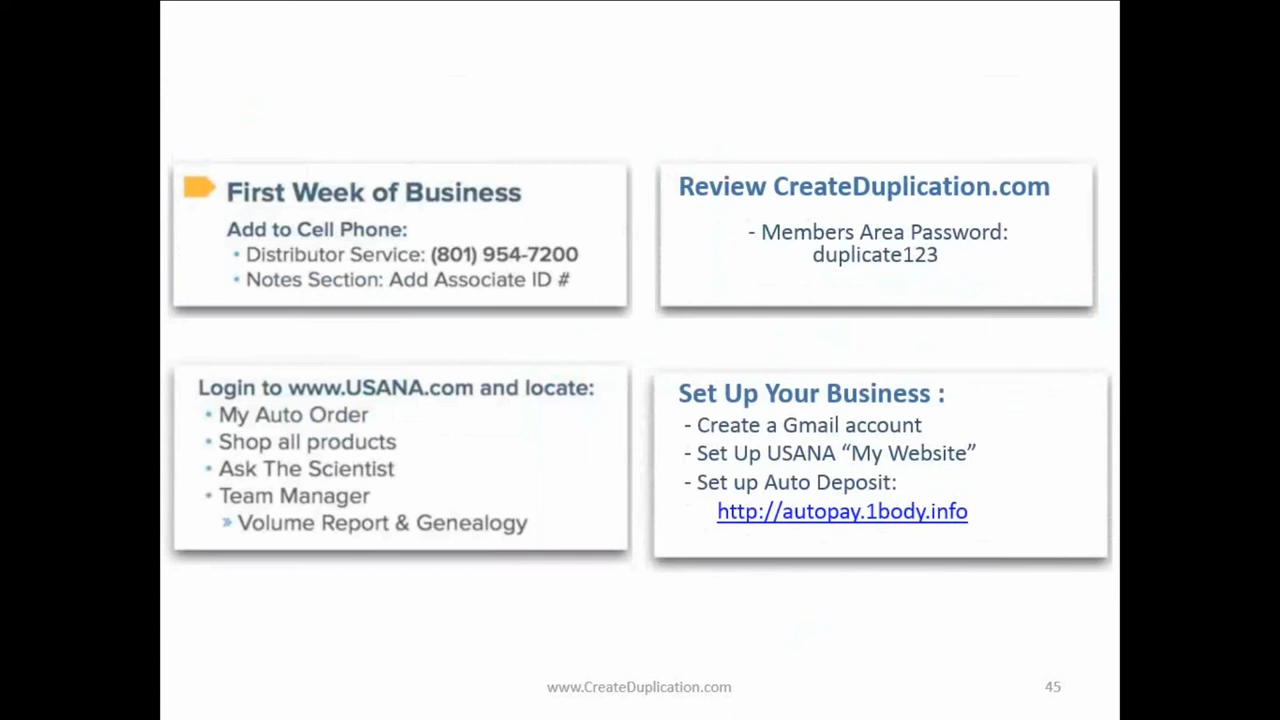 First Week of Business
Add to Cell Phone:
• Distributor Service: (801) 954-7200
• Notes Section: Add Associate ID #
Review CreateDuplication.com
- Members Area Password:
duplicate123
Login to www.USANA.com and locate:
• My Auto Order
• Shop all products
• Ask The Scientist
• Team Manager
» Volume Report & Genealogy
Set Up Your Business :
- Create a Gmail account
- Set Up USANA “My Website”
- Set up Auto Deposit:
http://autopay.1body.info
www.CreateDuplication.com
45